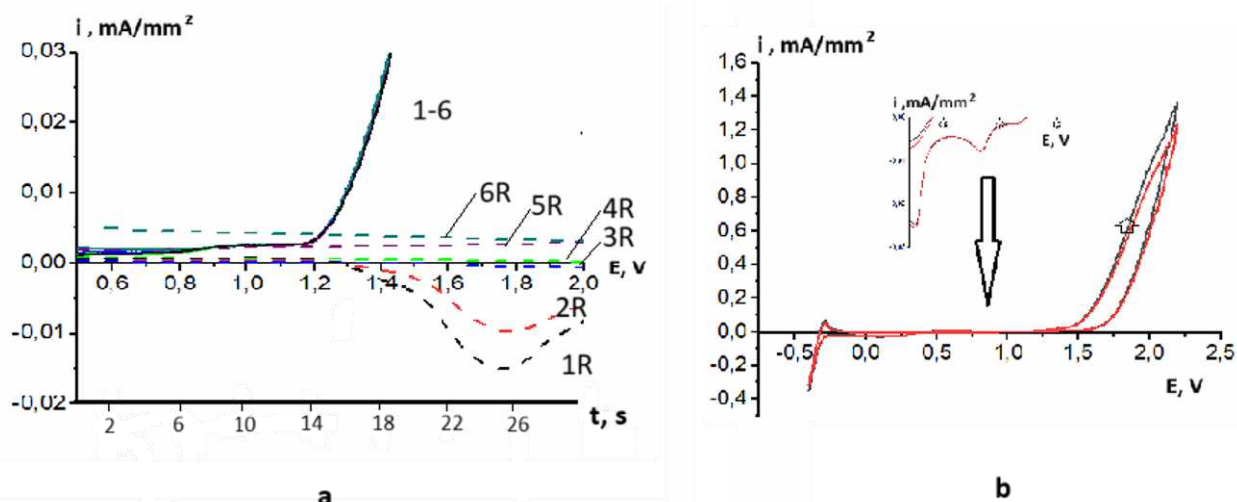 i , mA/mm²
0,03
0,02
0,01
0,00
-0,01
-0,02
1-6
6R
5R
4R
3R
2R
1R
0,6 0,8 1,0 1,2 1,4 1,6 1,8 2,0
E, V
2 6 10 14 18 22 26
t, s
a
i , mA/mm²
1,6
1,4
1,2
1,0
0,8
0,6
0,4
0,2
0,0
-0,2
-0,4
-0,5 0,0 0,5 1,0 1,5 2,0 2,5
E, V
i ,mA/mm²
E, V
b